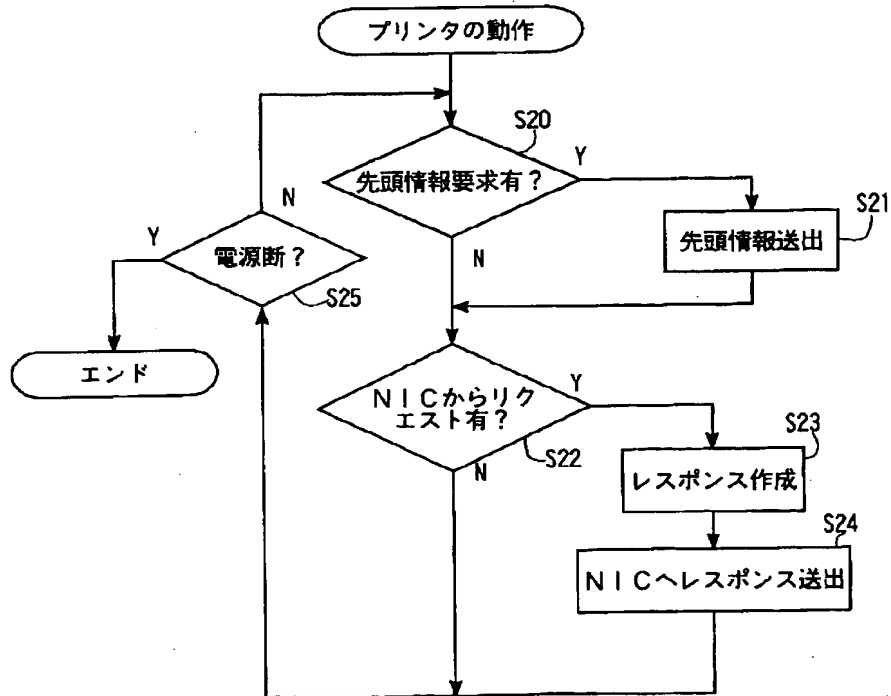 プリンタの動作
S20
先頭情報要求有？
Y
N
S21
先頭情報送出
N
Y
電源断？
S25
エンド
NICからリク
エスト有？
Y
N
S22
S23
レスポンス作成
S24
NICへレスポンス送出